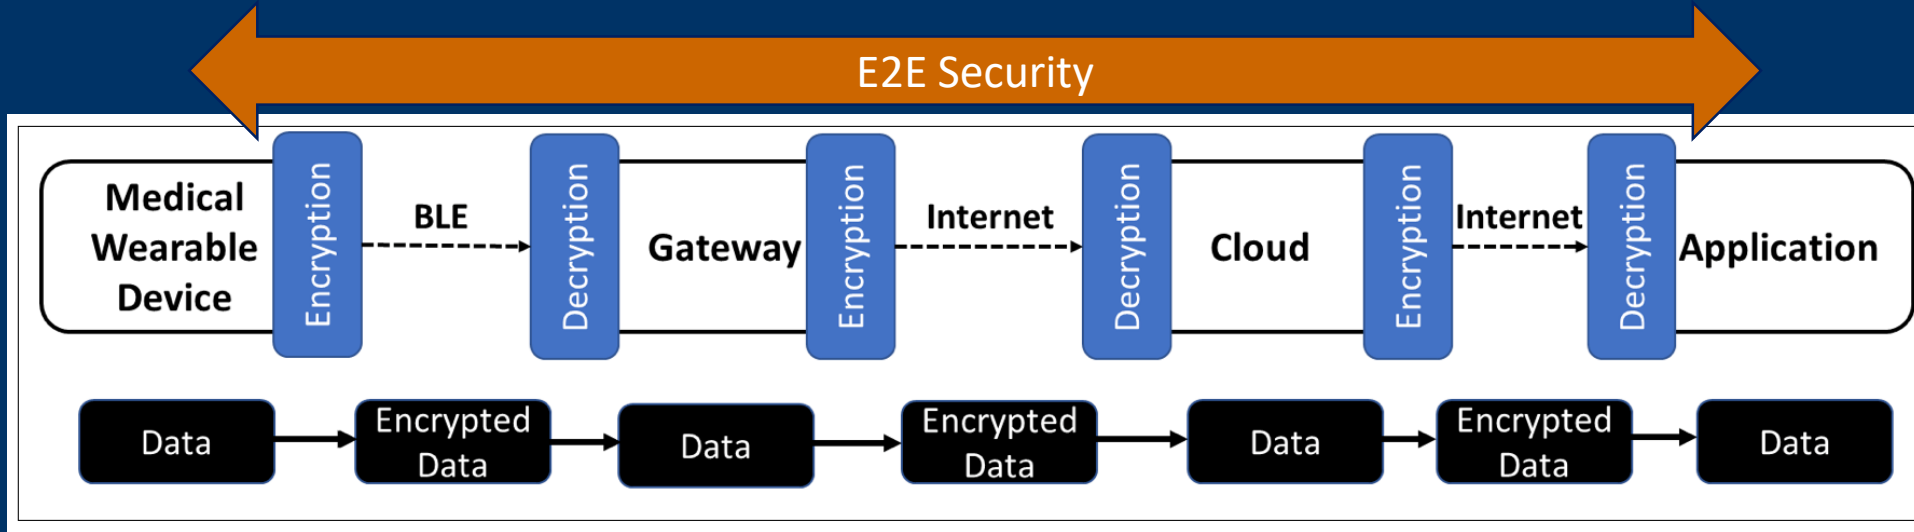 E2E Security
Medical
Wearable
Device
Encryption
BLE
Decryption
Gateway
Encryption
Internet
Decryption
Cloud
Encryption
Internet
Decryption
Application
Data
Encrypted
Data
Data
Encrypted
Data
Data
Encrypted
Data
Data